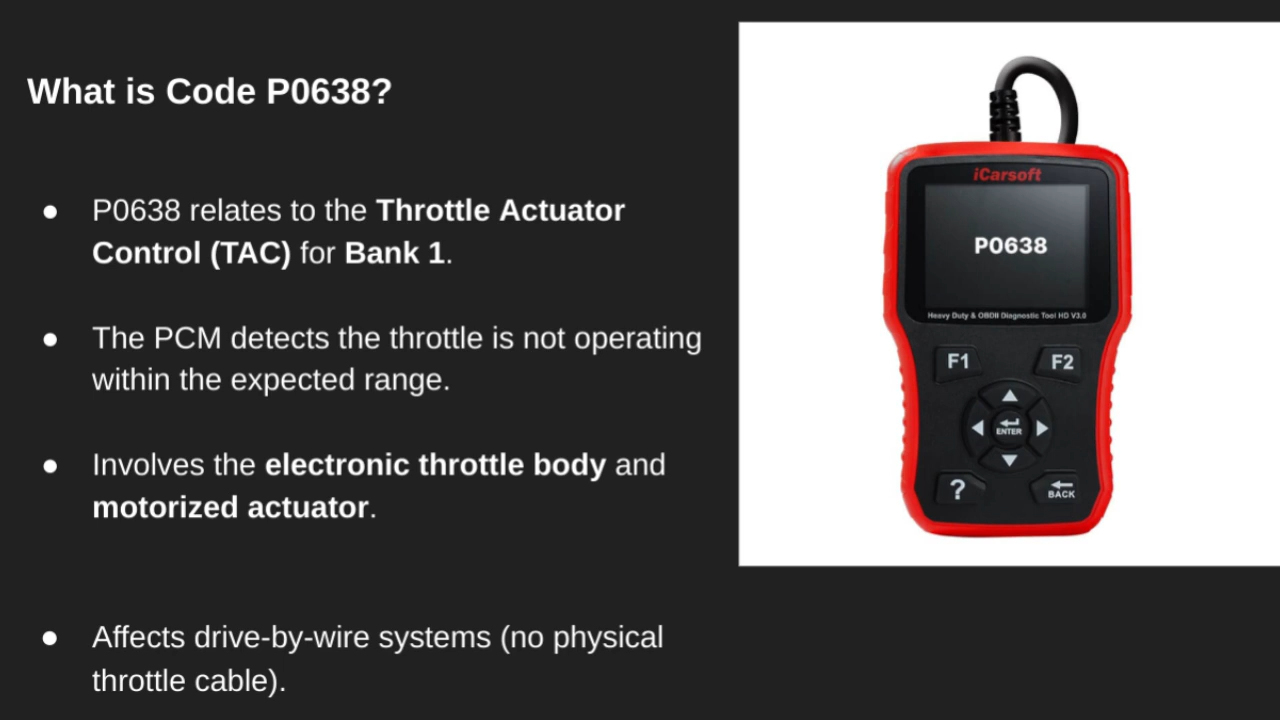 What is Code P0638?
● P0638 relates to the Throttle Actuator
Control (TAC) for Bank 1.
● The PCM detects the throttle is not operating
within the expected range.
● Involves the electronic throttle body and
motorized actuator.
● Affects drive-by-wire systems (no physical
throttle cable).
iCarsoft
P0638
Heavy Duty & OBDII Diagnostic Tool HD V3.0
F1 F2
ENTER
?
BACK